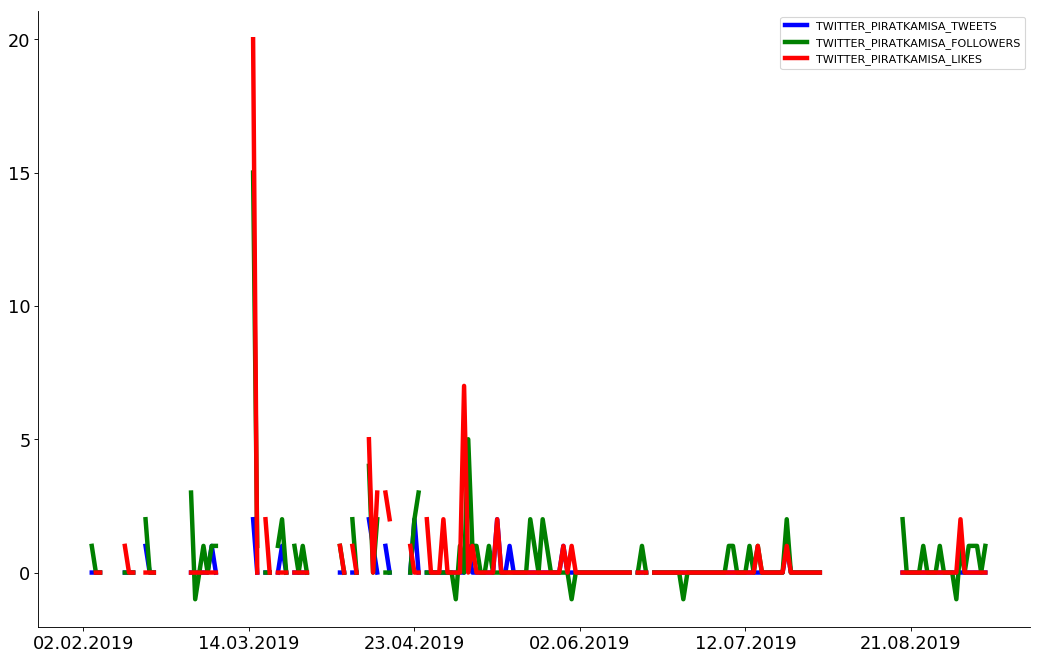 TWITTER_PIRATKAMISA_TWEETS
TWITTER_PIRATKAMISA_FOLLOWERS
TWITTER_PIRATKAMISA_LIKES
20
15
10
5
0
02.02.2019 14.03.2019 23.04.2019 02.06.2019 12.07.2019 21.08.2019